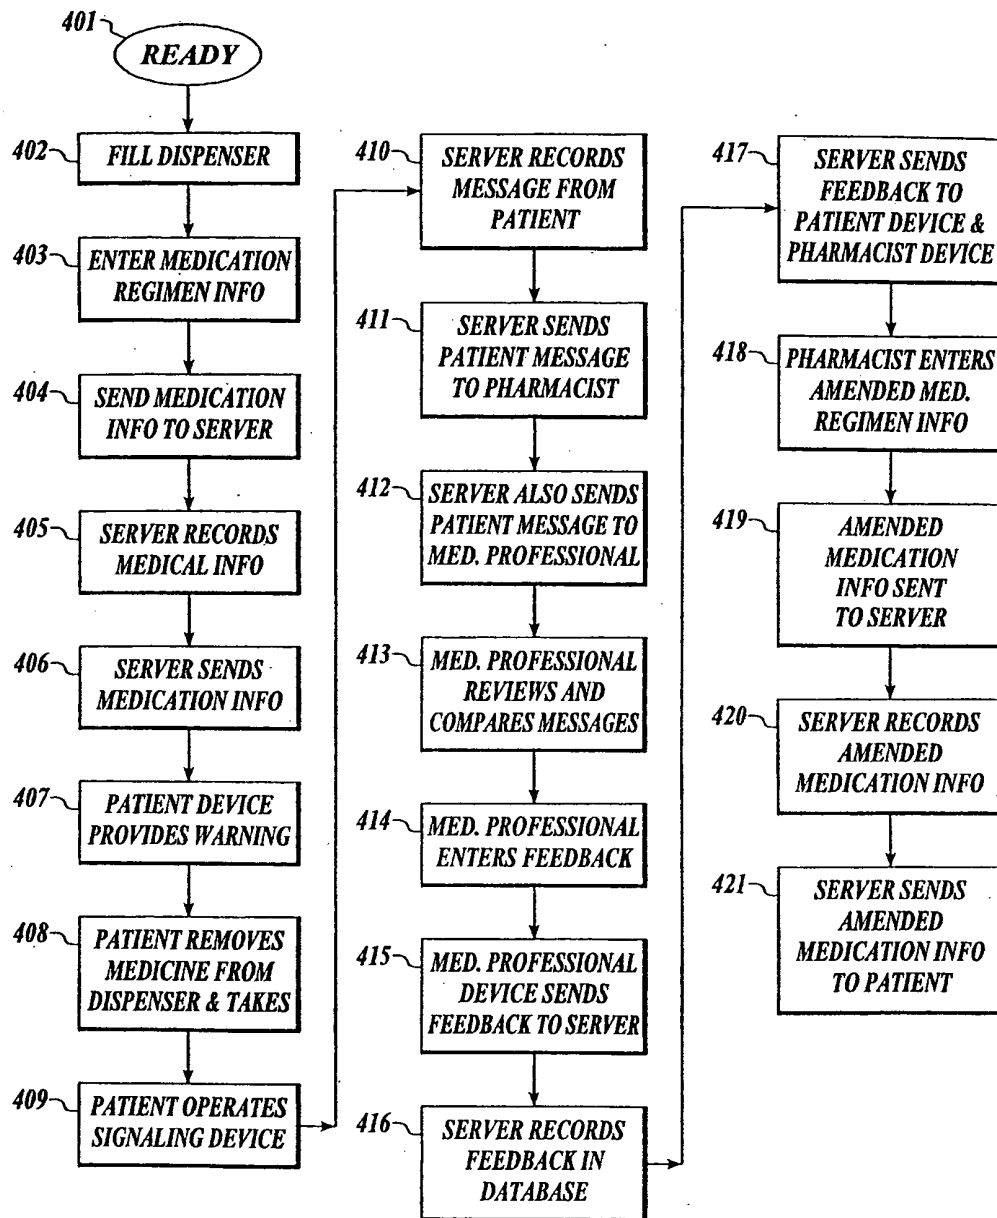 401
READY
402
FILL DISPENSER
403
ENTER MEDICATION
REGIMEN INFO
404
SEND MEDICATION
INFO TO SERVER
405
SERVER RECORDS
MEDICAL INFO
406
SERVER SENDS
MEDICATION INFO
407
PATIENT DEVICE
PROVIDES WARNING
408
PATIENT REMOVES
MEDICINE FROM
DISPENSER & TAKES
409
PATIENT OPERATES
SIGNALING DEVICE
410
SERVER RECORDS
MESSAGE FROM
PATIENT
411
SERVER SENDS
PATIENT MESSAGE
TO PHARMACIST
412
SERVER ALSO SENDS
PATIENT MESSAGE TO
MED. PROFESSIONAL
413
MED. PROFESSIONAL
REVIEWS AND
COMPARES MESSAGES
414
MED. PROFESSIONAL
ENTERS FEEDBACK
415
MED. PROFESSIONAL
DEVICE SENDS
FEEDBACK TO SERVER
416
SERVER RECORDS
FEEDBACK IN
DATABASE
417
SERVER SENDS
FEEDBACK TO
PATIENT DEVICE &
PHARMACIST DEVICE
418
PHARMACIST ENTERS
AMENDED MED.
REGIMEN INFO
419
AMENDED
MEDICATION
INFO SENT
TO SERVER
420
SERVER RECORDS
AMENDED
MEDICATION INFO
421
SERVER SENDS
AMENDED
MEDICATION INFO
TO PATIENT